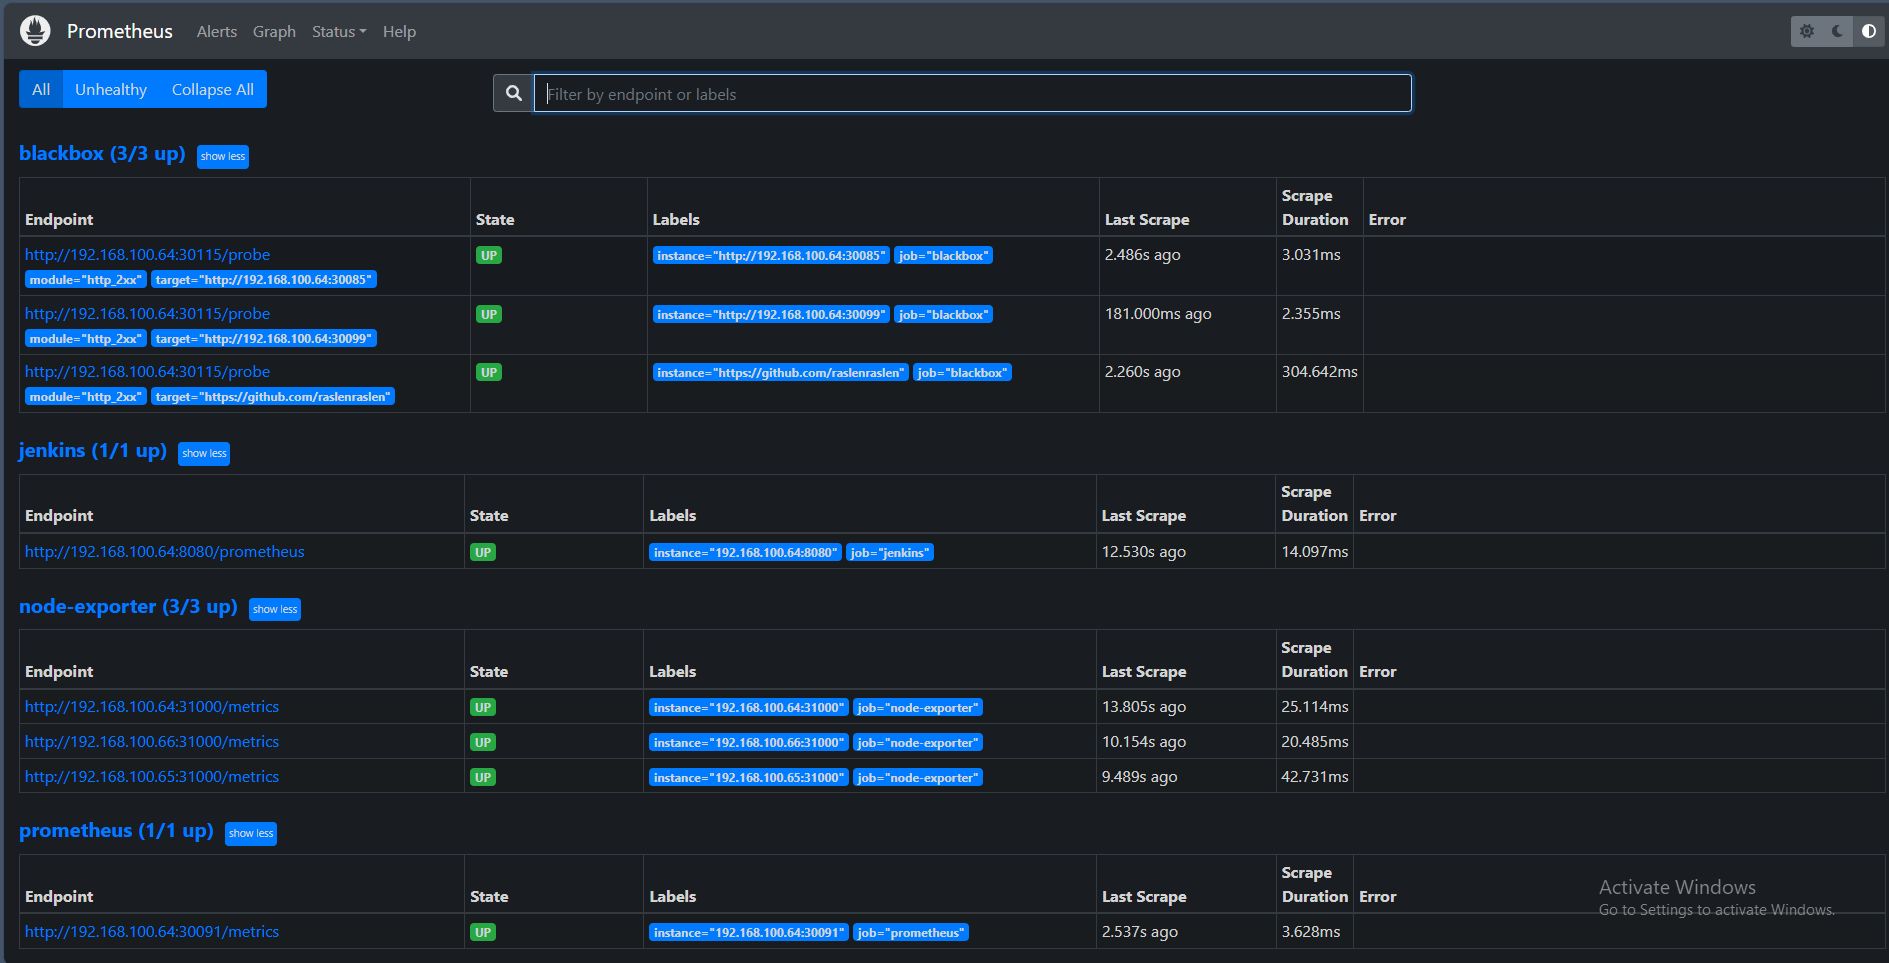 Prometheus Alerts Graph Status Help
All Unhealthy Collapse All Filter by endpoint or labels
blackbox (3/3 up) show less
Endpoint State Labels Last Scrape Scrape Duration Error
http://192.168.100.64:30115/probe UP instance="http://192.168.100.64:30085" job="blackbox" 2.486s ago 3.031ms
module="http_2xx" target="http://192.168.100.64:30085"
http://192.168.100.64:30115/probe UP instance="http://192.168.100.64:30099" job="blackbox" 181.000ms ago 2.355ms
module="http_2xx" target="http://192.168.100.64:30099"
http://192.168.100.64:30115/probe UP instance="https://github.com/raslenraslen" job="blackbox" 2.260s ago 304.642ms
module="http_2xx" target="https://github.com/raslenraslen"
jenkins (1/1 up) show less
Endpoint State Labels Last Scrape Scrape Duration Error
http://192.168.100.64:8080/prometheus UP instance="192.168.100.64:8080" job="jenkins" 12.530s ago 14.097ms
node-exporter (3/3 up) show less
Endpoint State Labels Last Scrape Scrape Duration Error
http://192.168.100.64:31000/metrics UP instance="192.168.100.64:31000" job="node-exporter" 13.805s ago 25.114ms
http://192.168.100.66:31000/metrics UP instance="192.168.100.66:31000" job="node-exporter" 10.154s ago 20.485ms
http://192.168.100.65:31000/metrics UP instance="192.168.100.65:31000" job="node-exporter" 9.489s ago 42.731ms
prometheus (1/1 up) show less
Endpoint State Labels Last Scrape Scrape Duration Error
http://192.168.100.64:30091/metrics UP instance="192.168.100.64:30091" job="prometheus" 2.537s ago 3.628ms
Activate Windows
Go to Settings to activate Windows.